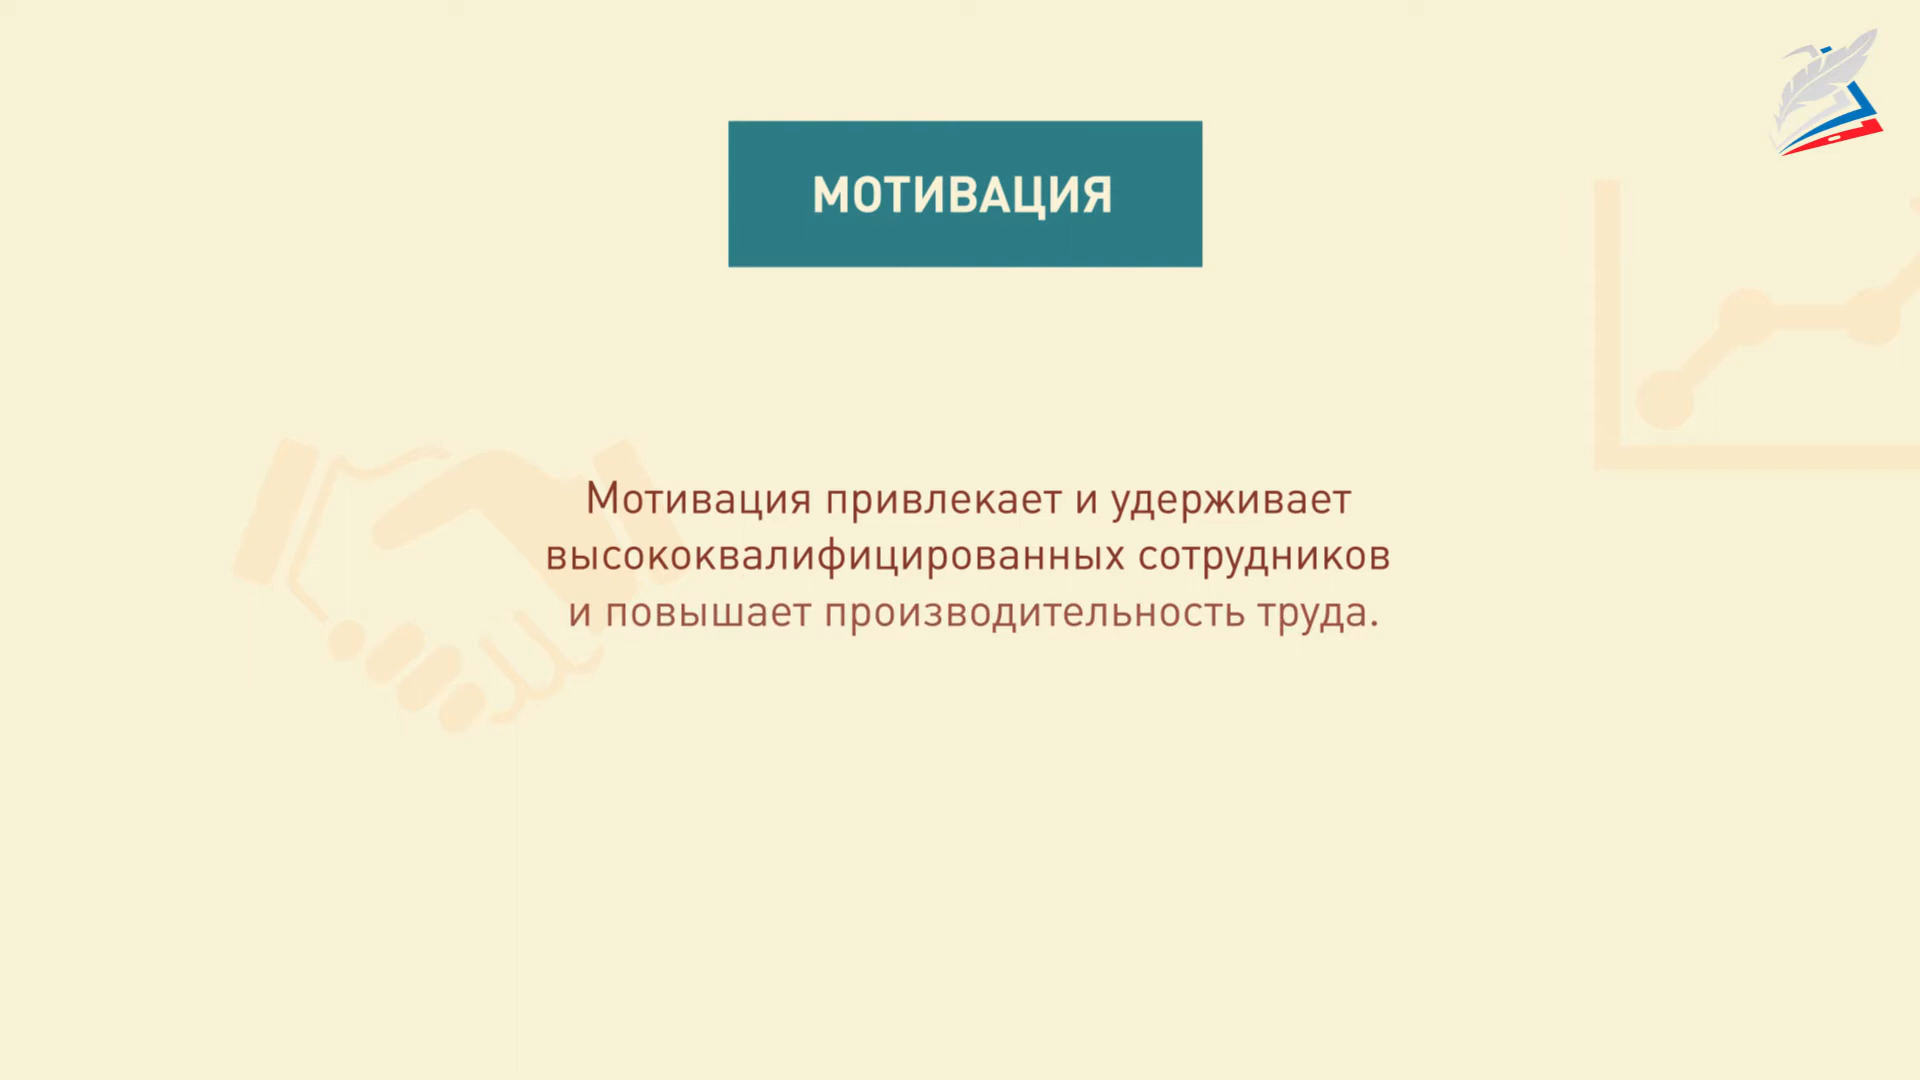 МОТИВАЦИЯ
Мотивация привлекает и удерживает
высококвалифицированных сотрудников
и повышает производительность труда.